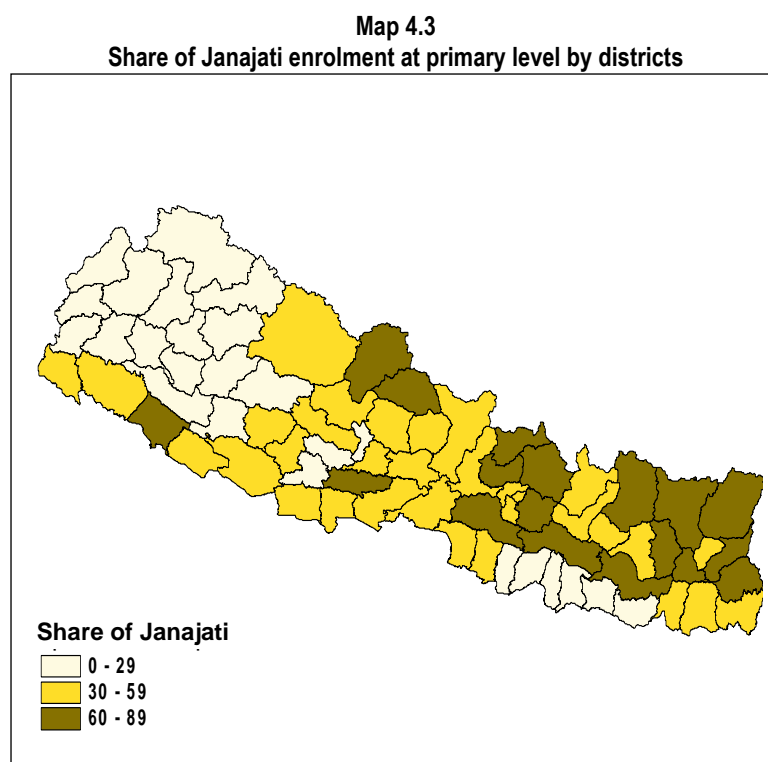 Map 4.3
Share of Janajati enrolment at primary level by districts
Share of Janajati
0 - 29
30 - 59
60 - 89